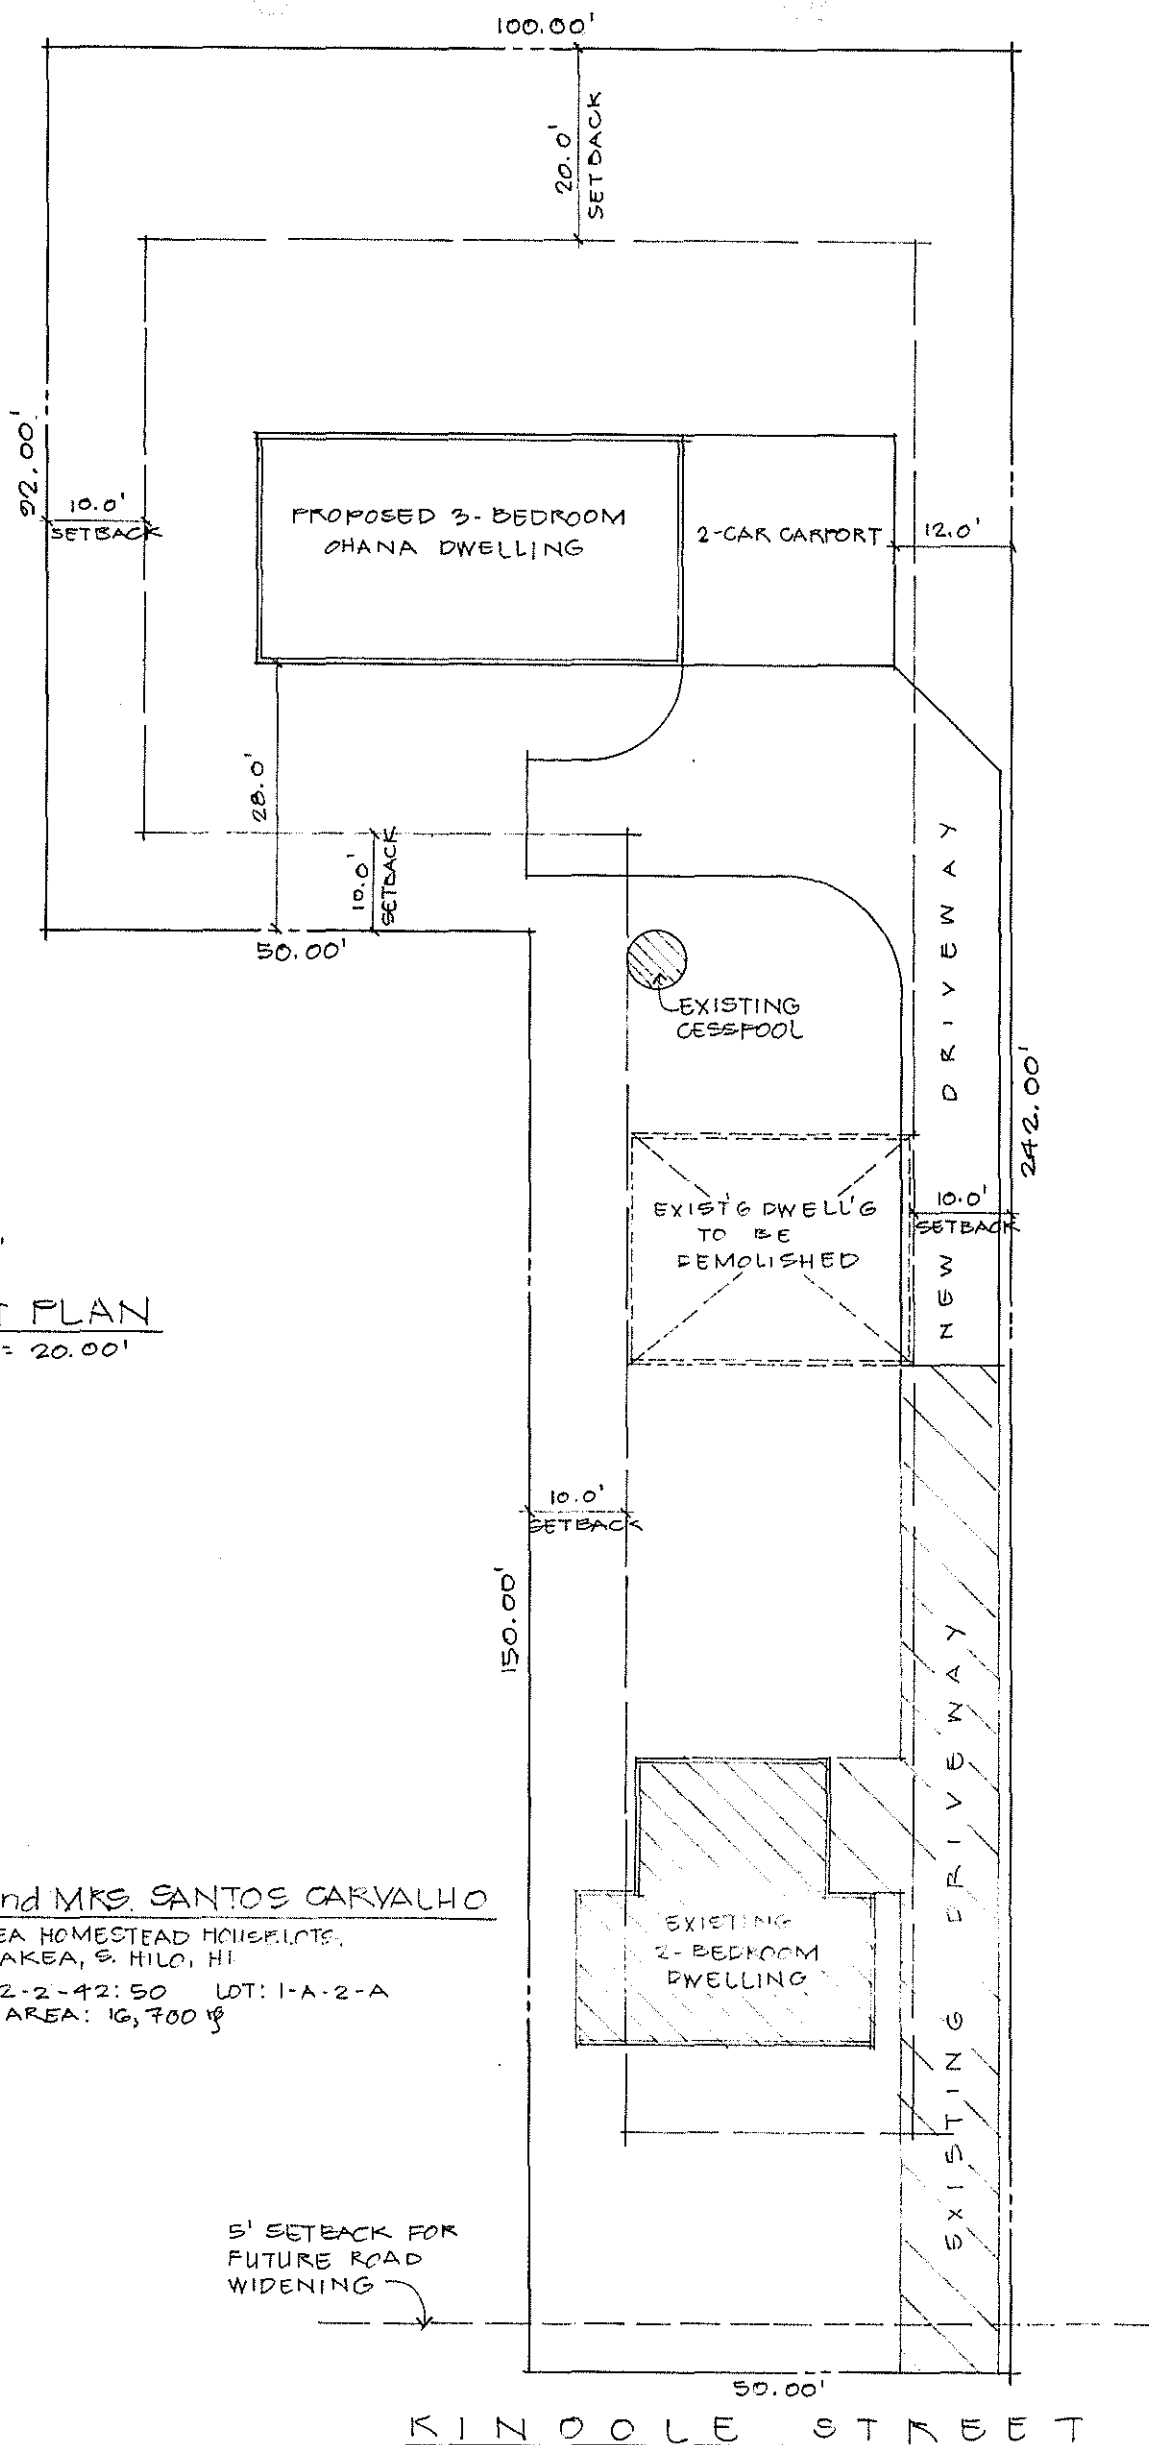 100.00'
20.0'
SETBACK
92.00'
10.0'
SETBACK
PROPOSED 3-BEDROOM
OHANA DWELLING
2-CAR CARPORT
12.0'
28.0'
10.0'
SETBACK
50.00'
EXISTING
CESSPOOL
NEW DRIVEWAY
242.00'
EXIST'G DWELL'G
TO BE
DEMOLISHED
10.0'
SETBACK
PLAN
= 20.00'
10.0'
SETBACK
150.00'
EXISTING DRIVEWAY
nd MRS. SANTOS CARVALHO
EA HOMESTEAD HOUSELOTS,
AKEA, S. HILO, HI
2-2-42:50 LOT: 1-A-2-A
AREA: 16,700
EXISTING
2-BEDROOM
DWELLING
5' SETBACK FOR
FUTURE ROAD
WIDENING
50.00'
KINOOLE STREET